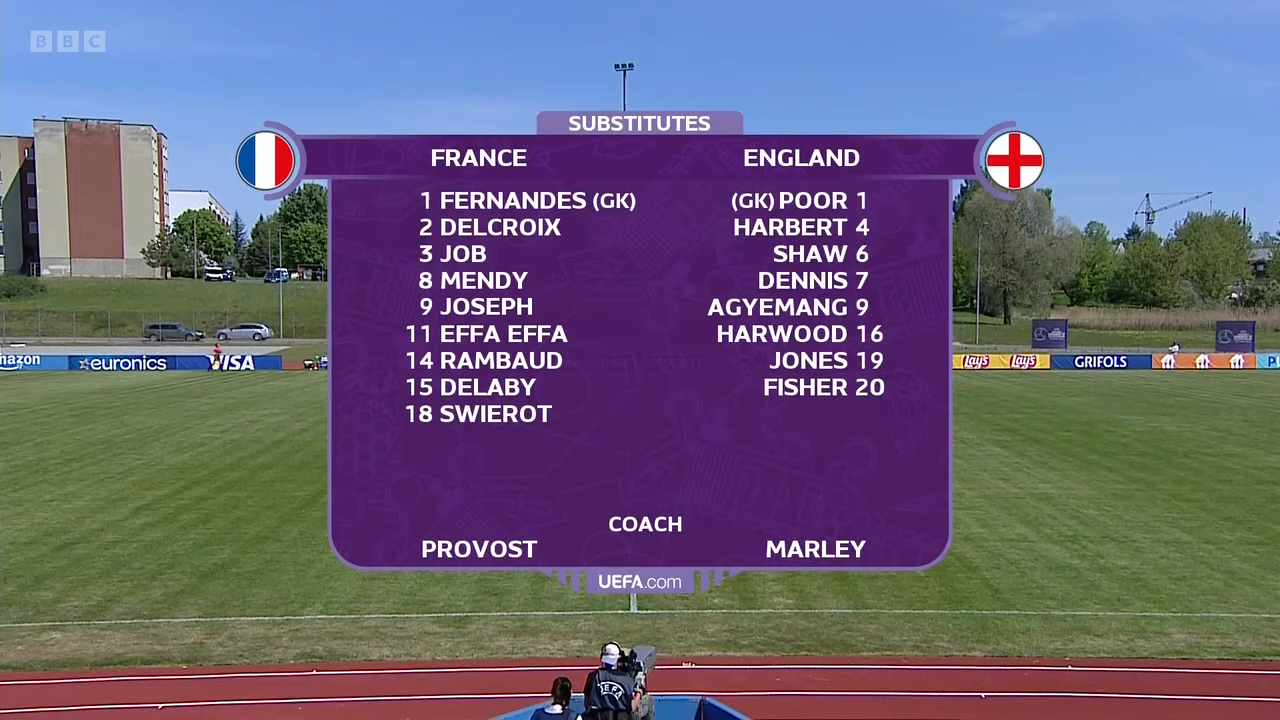 BBC
SUBSTITUTES
FRANCE ENGLAND
1 FERNANDES (GK) (GK) POOR 1
2 DELCROIX HARBERT 4
3 JOB SHAW 6
8 MENDY DENNIS 7
9 JOSEPH AGYEMANG 9
11 EFFA EFFA HARWOOD 16
14 RAMBAUD JONES 19
15 DELABY FISHER 20
18 SWIEROT
amazon euronics VISA Lay's Lay's GRIFOLS
COACH
PROVOST MARLEY
UEFA.com
UEFA